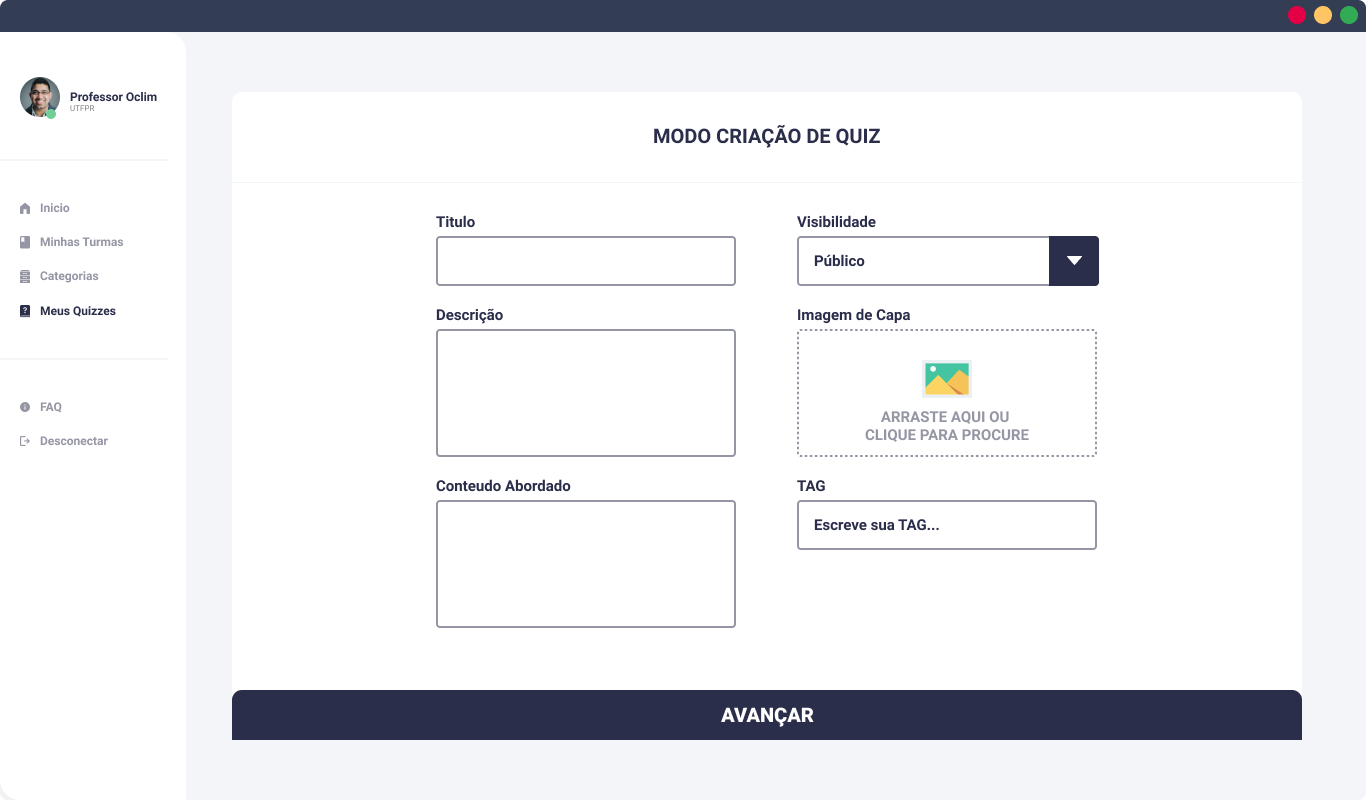 Professor Oclim
UTFPR
Inicio
Minhas Turmas
Categorias
Meus Quizzes
FAQ
Desconectar
MODO CRIAÇÃO DE QUIZ
Titulo
Visibilidade
Público
Descrição
Imagem de Capa
ARRASTE AQUI OU
CLIQUE PARA PROCURE
Conteudo Abordado
TAG
Escreve sua TAG...
AVANÇAR